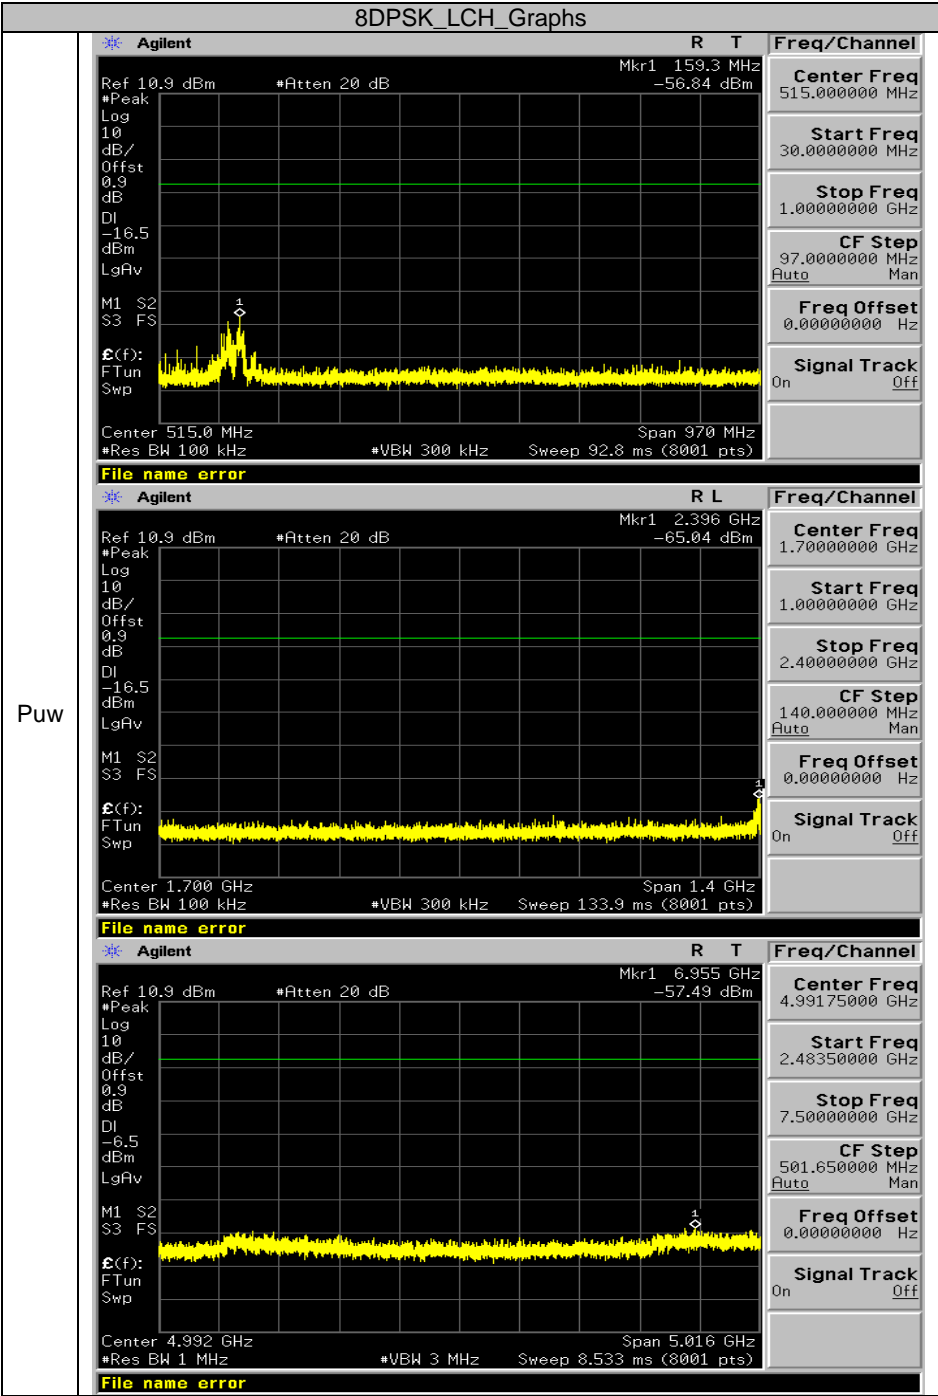 8DPSK_LCH_Graphs
Puw
Agilent R T Freq/Channel
Mkr1 159.3 MHz
Ref 10.9 dBm #Atten 20 dB -56.84 dBm
#Peak
Log
10
dB/
Offst
0.9
dB
DI
-16.5
dBm
LgAv
M1 S2
S3 FS
£(f):
FTun
Swp
1
Center 515.0 MHz Span 970 MHz
#Res BW 100 kHz #VBW 300 kHz Sweep 92.8 ms (8001 pts)
File name error
Center Freq
515.000000 MHz
Start Freq
30.0000000 MHz
Stop Freq
1.00000000 GHz
CF Step
97.0000000 MHz
Auto Man
Freq Offset
0.00000000 Hz
Signal Track
On Off
Agilent R L Freq/Channel
Mkr1 2.396 GHz
Ref 10.9 dBm #Atten 20 dB -65.04 dBm
#Peak
Log
10
dB/
Offst
0.9
dB
DI
-16.5
dBm
LgAv
M1 S2
S3 FS
£(f):
FTun
Swp
1
Center 1.700 GHz Span 1.4 GHz
#Res BW 100 kHz #VBW 300 kHz Sweep 133.9 ms (8001 pts)
File name error
Center Freq
1.70000000 GHz
Start Freq
1.00000000 GHz
Stop Freq
2.40000000 GHz
CF Step
140.000000 MHz
Auto Man
Freq Offset
0.00000000 Hz
Signal Track
On Off
Agilent R T Freq/Channel
Mkr1 6.955 GHz
Ref 10.9 dBm #Atten 20 dB -57.49 dBm
#Peak
Log
10
dB/
Offst
0.9
dB
DI
-6.5
dBm
LgAv
M1 S2
S3 FS
£(f):
FTun
Swp
1
Center 4.992 GHz Span 5.016 GHz
#Res BW 1 MHz #VBW 3 MHz Sweep 8.533 ms (8001 pts)
File name error
Center Freq
4.99175000 GHz
Start Freq
2.48350000 GHz
Stop Freq
7.50000000 GHz
CF Step
501.650000 MHz
Auto Man
Freq Offset
0.00000000 Hz
Signal Track
On Off